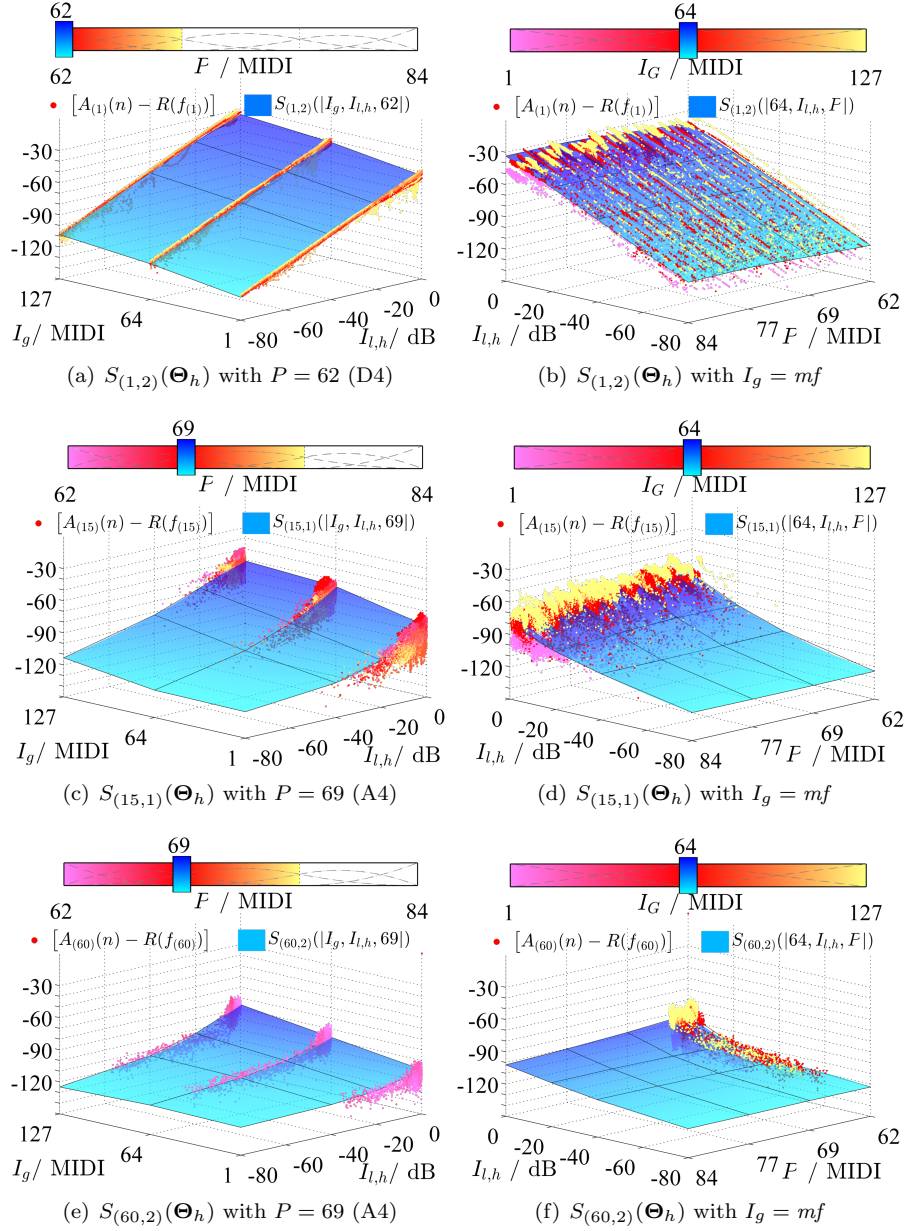 62
62 84
P / MIDI
[A(1)(n) − R(f(1))] S(1,2)(|Ig, Il,h, 62|)
-30
-60
-90
-120
127 64 1 -80 -60 -40 -20 0
Ig/ MIDI Il,h/ dB
(a) S(1,2)(Θh) with P = 62 (D4)
64
1 127
IG / MIDI
[A(1)(n) − R(f(1))] S(1,2)(|64, Il,h, P|)
-30
-60
-90
-120
0 -20 -40 -60 -80 84 77 69 62
Il,h / dB P / MIDI
(b) S(1,2)(Θh) with Ig = mf
69
62 84
P / MIDI
[A(15)(n) − R(f(15))] S(15,1)(|Ig, Il,h, 69|)
-30
-60
-90
-120
127 64 1 -80 -60 -40 -20 0
Ig/ MIDI Il,h/ dB
(c) S(15,1)(Θh) with P = 69 (A4)
64
1 127
IG / MIDI
[A(15)(n) − R(f(15))] S(15,1)(|64, Il,h, P|)
-30
-60
-90
-120
0 -20 -40 -60 -80 84 77 69 62
Il,h / dB P / MIDI
(d) S(15,1)(Θh) with Ig = mf
69
62 84
P / MIDI
[A(60)(n) − R(f(60))] S(60,2)(|Ig, Il,h, 69|)
-30
-60
-90
-120
127 64 1 -80 -60 -40 -20 0
Ig/ MIDI Il,h/ dB
(e) S(60,2)(Θh) with P = 69 (A4)
64
1 127
IG / MIDI
[A(60)(n) − R(f(60))] S(60,2)(|64, Il,h, P|)
-30
-60
-90
-120
0 -20 -40 -60 -80 84 77 69 62
Il,h / dB P / MIDI
(f) S(60,2)(Θh) with Ig = mf